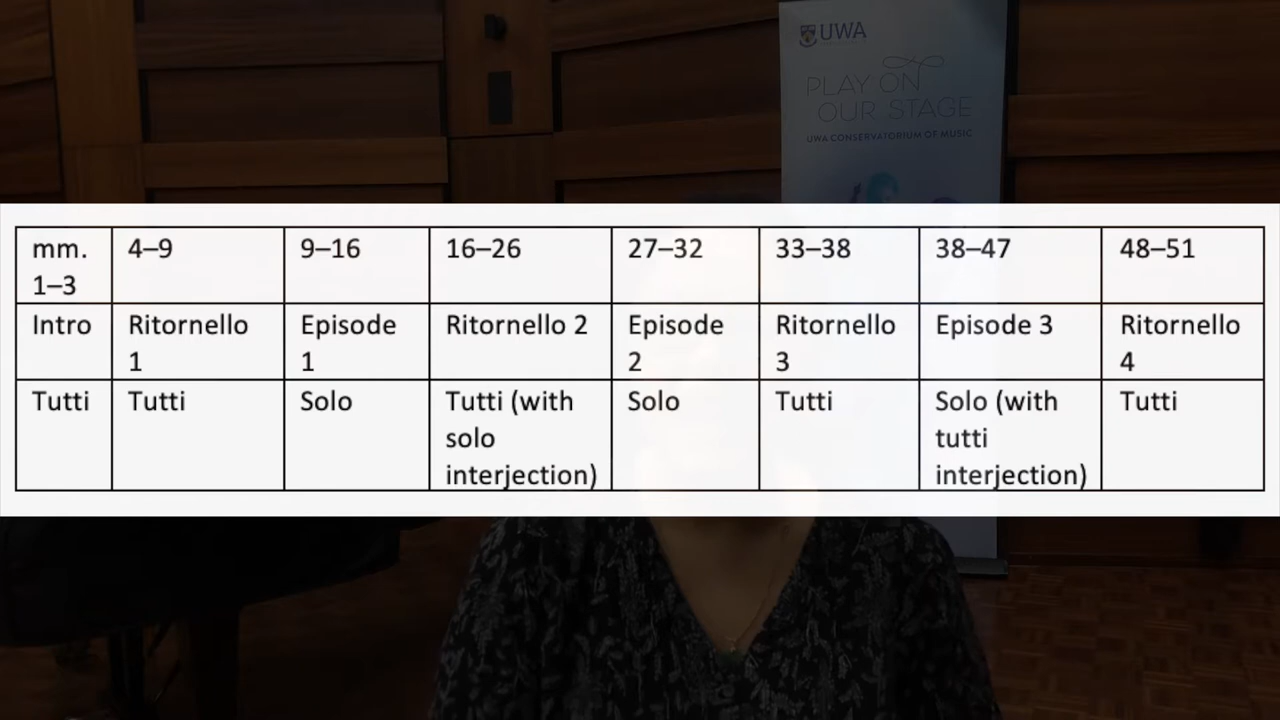 UWA
PLAY ON
OUR STAGE
UWA CONSERVATORIUM OF MUSIC
mm. 4–9 9–16 16–26 27–32 33–38 38–47 48–51
1–3
Intro Ritornello Episode Ritornello 2 Episode Ritornello Episode 3 Ritornello
1 1 2 3 4
Tutti Tutti Solo Tutti (with Solo Tutti Solo (with Tutti
solo tutti
interjection) interjection)